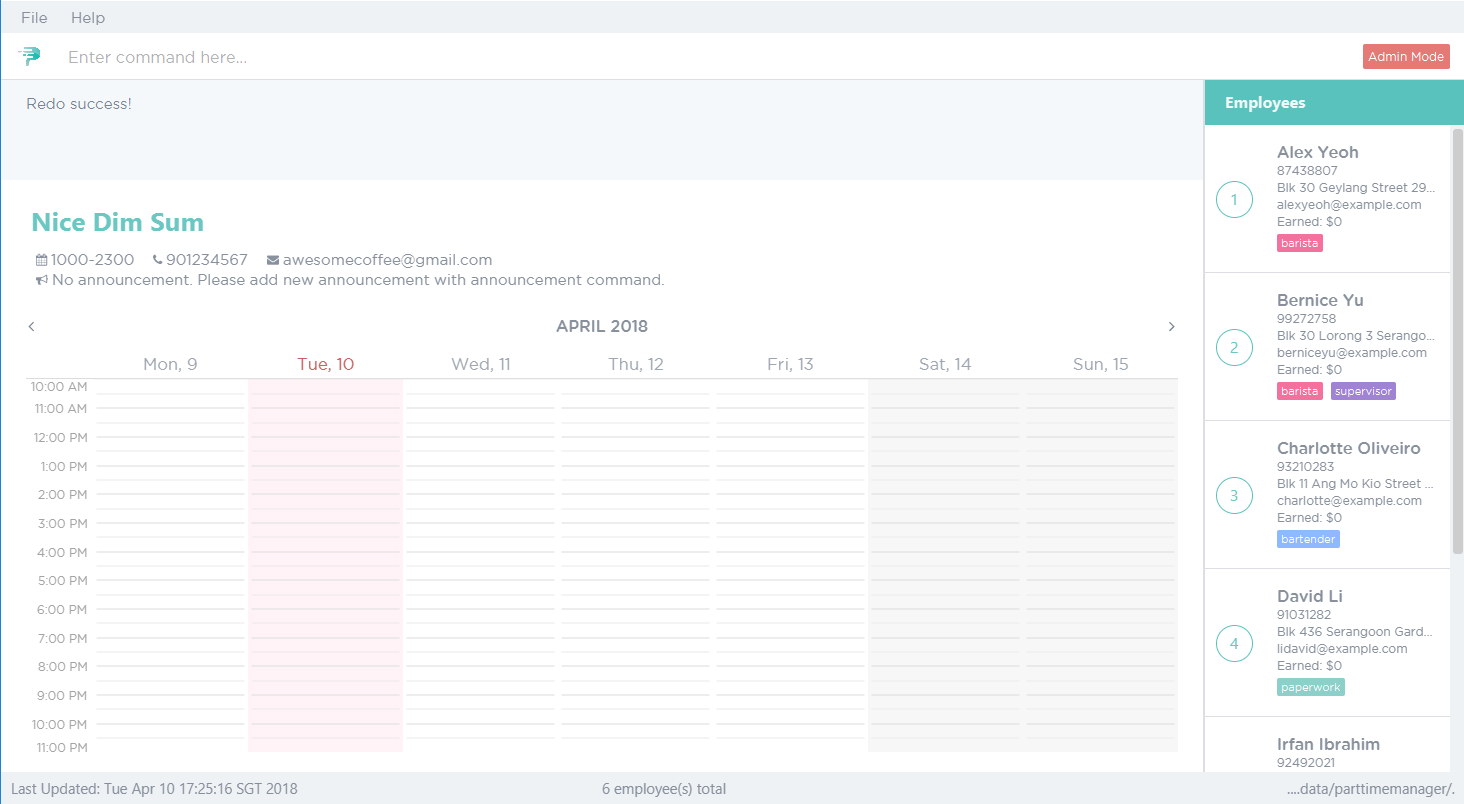 File Help
Enter command here...
Admin Mode
Redo success!
Nice Dim Sum
1000-2300 901234567 awesomecoffee@gmail.com
No announcement. Please add new announcement with announcement command.
APRIL 2018
Mon, 9 Tue, 10 Wed, 11 Thu, 12 Fri, 13 Sat, 14 Sun, 15
10:00 AM
11:00 AM
12:00 PM
1:00 PM
2:00 PM
3:00 PM
4:00 PM
5:00 PM
6:00 PM
7:00 PM
8:00 PM
9:00 PM
10:00 PM
11:00 PM
Employees
1
Alex Yeoh
87438807
Blk 30 Geylang Street 29...
alexyeoh@example.com
Earned: $0
barista
2
Bernice Yu
99272758
Blk 30 Lorong 3 Serango...
berniceyu@example.com
Earned: $0
barista supervisor
3
Charlotte Oliveiro
93210283
Blk 11 Ang Mo Kio Street ...
charlotte@example.com
Earned: $0
bartender
4
David Li
91031282
Blk 436 Serangoon Gard...
lidavid@example.com
Earned: $0
paperwork
Irfan Ibrahim
92492021
Last Updated: Tue Apr 10 17:25:16 SGT 2018
6 employee(s) total
....data/parttimemanager/.